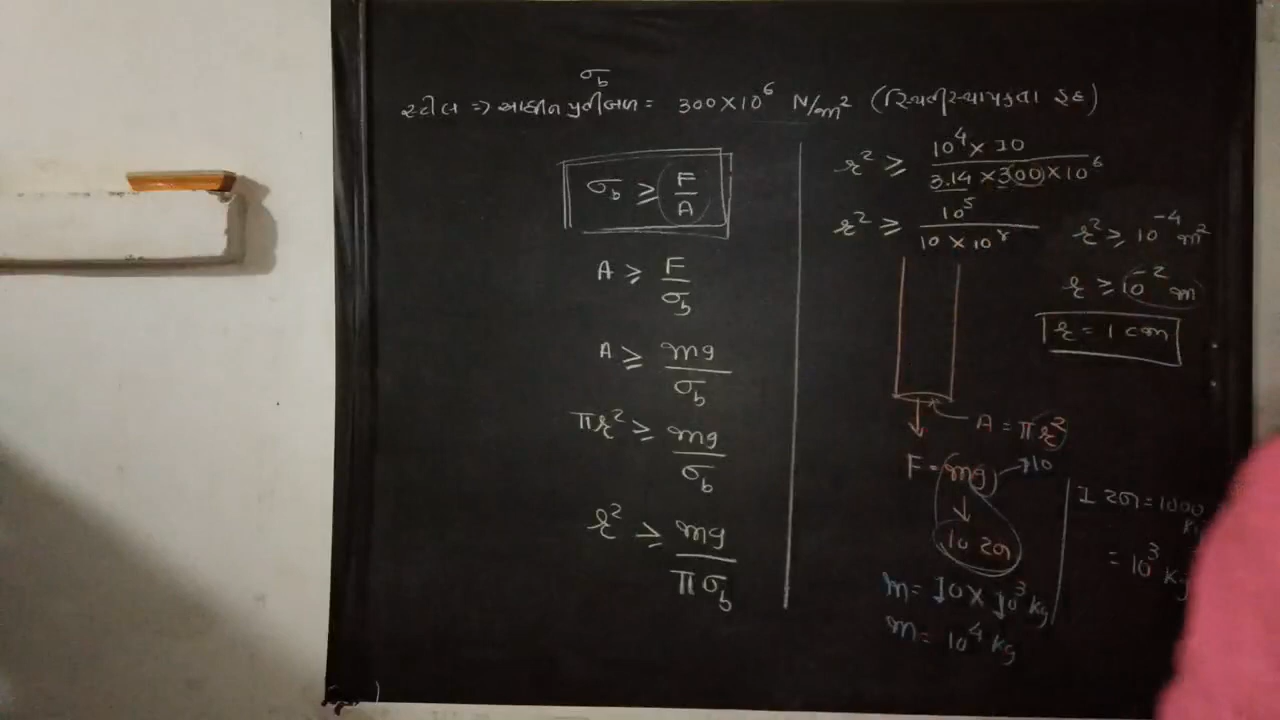 σb
સ્ટીલ => આધીન પ્રતીબળ = 300×10⁶ N/m² (સ્થિતીસ્થાપકતા હદ)
σb ≥ F/A
A ≥ F/σb
A ≥ mg/σb
πr² ≥ mg/σb
r² ≥ mg/πσb
r² ≥ 10⁴ × 10 / 3.14 × 300 × 10⁶
r² ≥ 10⁵ / 10 × 10⁸
r² ≥ 10⁻⁴ m²
r ≥ 10⁻² m
r = 1 cm
A = πr²
F = mg → 10
10 ટન
m = 10 × 10³ kg
m = 10⁴ kg
1 ટન = 1000
= 10³ kg